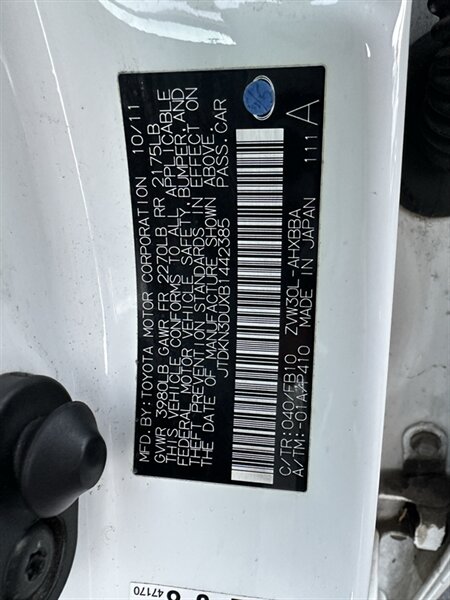 MFD. BY: TOYOTA MOTOR CORPORATION 10/11
GVWR 3980LB GAWR FR 2270LB RR 2175LB
THIS VEHICLE CONFORMS TO ALL APPLICABLE
FEDERAL MOTOR VEHICLE SAFETY, BUMPER, AND
THEFT PREVENTION STANDARDS IN EFFECT ON
THE DATE OF MANUFACTURE SHOWN ABOVE.
JTDKN3DUXB1442385 PASS. CAR
C/TR: 040/FB10 ZVW30L-AHXBBA
A/TM: -01A/P410 MADE IN JAPAN 111 A
47170